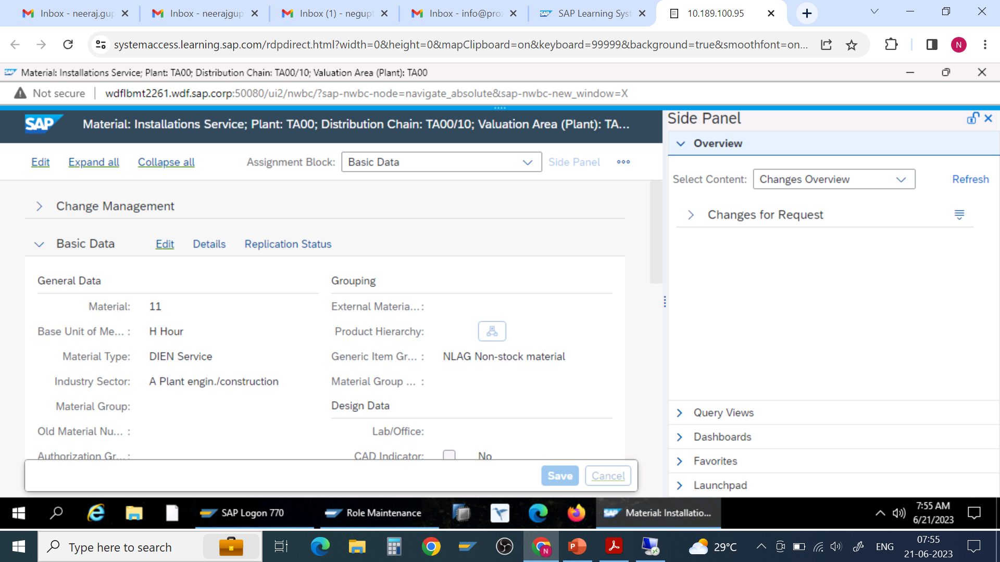 Inbox - neeraj.gup
Inbox - neerajgup
Inbox (1) - negupt
Inbox - info@proz
SAP Learning Syst
10.189.100.95
systemaccess.learning.sap.com/rdpdirect.html?width=0&height=0&mapClipboard=on&keyboard=99999&background=true&smoothfont=on...
N
SAP Material: Installations Service; Plant: TA00; Distribution Chain: TA00/10; Valuation Area (Plant): TA00
Not secure wdflbmt2261.wdf.sap.corp:50080/ui2/nwbc/?sap-nwbc-node=navigate_absolute&sap-nwbc-new_window=X
SAP Material: Installations Service; Plant: TA00; Distribution Chain: TA00/10; Valuation Area (Plant): TA...
Edit Expand all Collapse all Assignment Block: Basic Data Side Panel
Change Management
Basic Data Edit Details Replication Status
General Data
Material: 11
Base Unit of Me... : H Hour
Material Type: DIEN Service
Industry Sector: A Plant engin./construction
Material Group:
Old Material Nu... :
Authorization Gr... :
Grouping
External Materia... :
Product Hierarchy:
Generic Item Gr... : NLAG Non-stock material
Material Group ... :
Design Data
Lab/Office:
CAD Indicator: No
Save Cancel
Side Panel
Overview
Select Content: Changes Overview Refresh
Changes for Request
Query Views
Dashboards
Favorites
Launchpad
SAP Logon 770
Role Maintenance
SAP Material: Installatio...
7:55 AM
6/21/2023
Type here to search
N
P
29°C
ENG
07:55
21-06-2023